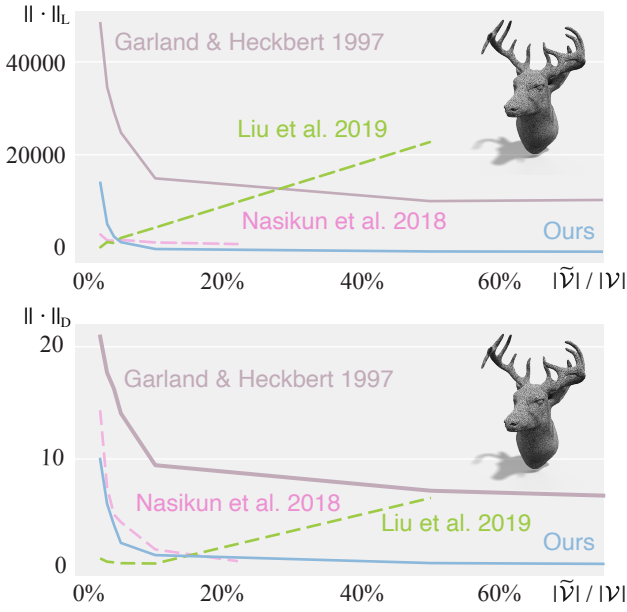 ‖ · ‖L
Garland & Heckbert 1997
40000
Liu et al. 2019
20000
Nasikun et al. 2018
Ours
0
0% 20% 40% 60% |Ṽ| / |V|
‖ · ‖D
20
Garland & Heckbert 1997
10
Nasikun et al. 2018
Liu et al. 2019
Ours
0
0% 20% 40% 60% |Ṽ| / |V|